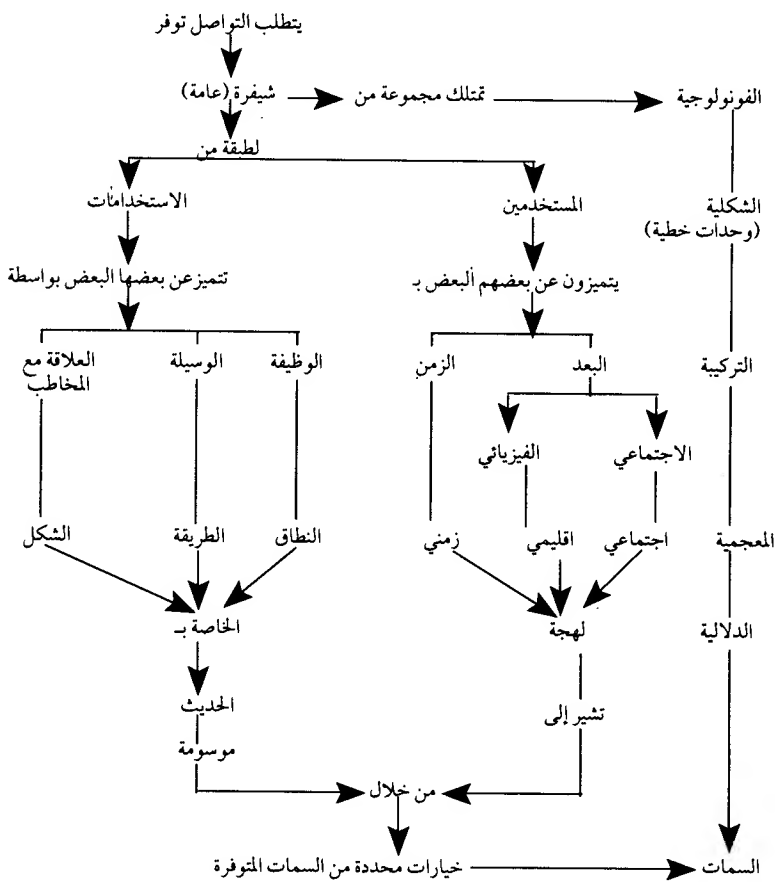 يتطلب التواصل توفر
شيفرة (عامة)
تمتلك مجموعة من
الفونولوجية
لطبقة من
الشكلية
(وحدات خطية)
المستخدمين
الاستخدامات
يتميزون عن بعضهم البعض بـ
تتميز عن بعضها البعض بواسطة
التركيبة
البعد
الزمن
الوظيفة
الوسيلة
العلاقة مع
المخاطب
الاجتماعي
الفيزيائي
المعجمية
اجتماعي
اقليمي
زمني
النطاق
الطريقة
الشكل
الدلالية
لهجة
الخاصة بـ
تشير إلى
الحديث
موسومة
من خلال
السمات
خيارات محددة من السمات المتوفرة